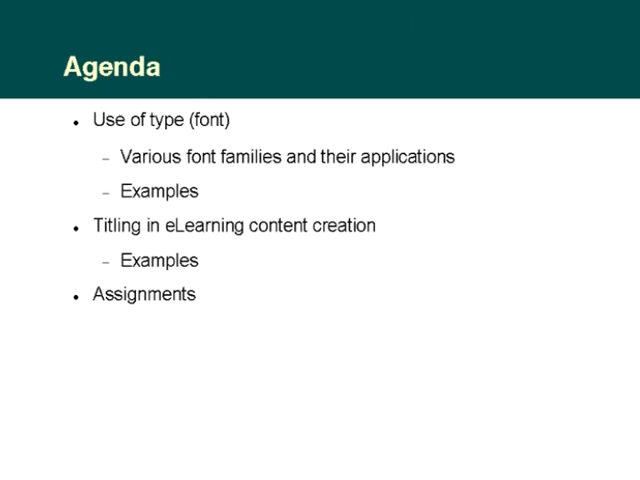 Agenda
• Use of type (font)
– Various font families and their applications
– Examples
• Titling in eLearning content creation
– Examples
• Assignments